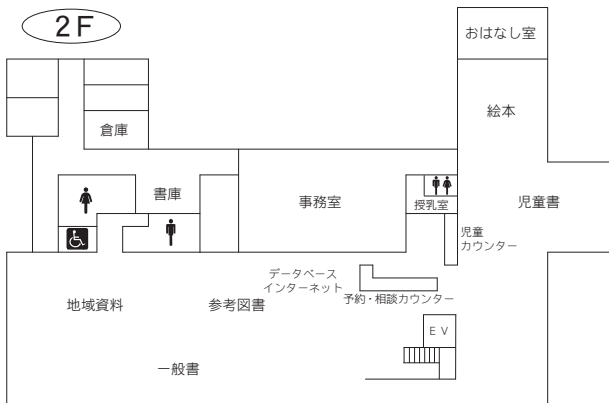 2F
おはなし室
絵本
倉庫
書庫
事務室
授乳室
児童書
児童
カウンター
データベース
インターネット
予約・相談カウンター
地域資料
参考図書
EV
一般書